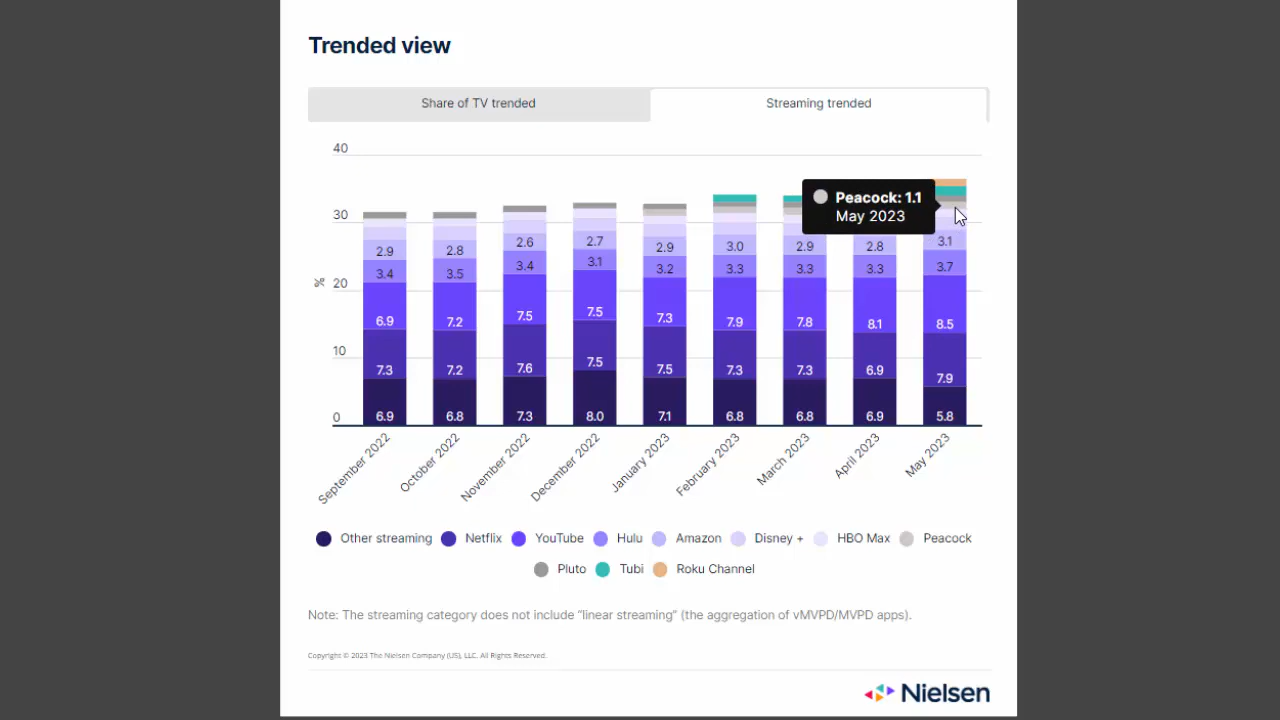 Trended view
Share of TV trended
Streaming trended
40
30
20
10
0
%
Peacock: 1.1
May 2023
2.9 2.8 2.6 2.7 2.9 3.0 2.9 2.8 3.1
3.4 3.5 3.4 3.1 3.2 3.3 3.3 3.3 3.7
6.9 7.2 7.5 7.5 7.3 7.9 7.8 8.1 8.5
7.3 7.2 7.6 7.5 7.5 7.3 7.3 6.9 7.9
6.9 6.8 7.3 8.0 7.1 6.8 6.8 6.9 5.8
September 2022
October 2022
November 2022
December 2022
January 2023
February 2023
March 2023
April 2023
May 2023
Other streaming Netflix YouTube Hulu Amazon Disney + HBO Max Peacock
Pluto Tubi Roku Channel
Note: The streaming category does not include “linear streaming” (the aggregation of vMVPD/MVPD apps).
Copyright © 2023 The Nielsen Company (US), LLC. All Rights Reserved.
Nielsen